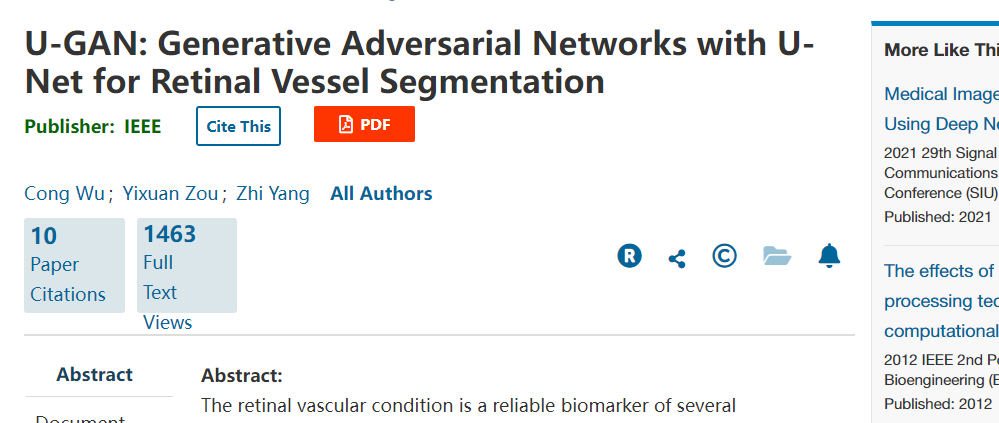 U-GAN: Generative Adversarial Networks with U-
Net for Retinal Vessel Segmentation
Publisher: IEEE
Cite This
PDF
Cong Wu; Yixuan Zou; Zhi Yang
All Authors
10
Paper
Citations
1463
Full
Text
Views
R
©
Abstract
Document
Abstract:
The retinal vascular condition is a reliable biomarker of several
More Like
Medical Image
Using Deep
2021 29th Signal
Communications
Conference (SIU)
Published: 2021
The effects of
processing
computational
2012 IEEE 2nd
Bioengineering
Published: 2012